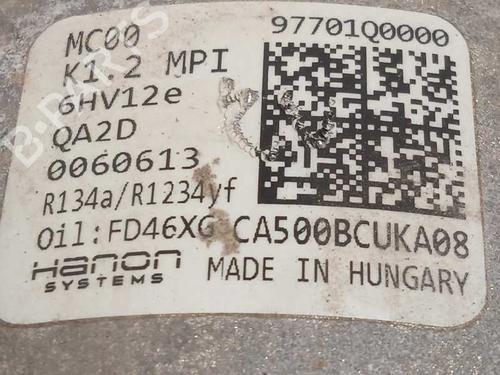 MC00 97701Q0000
K1.2 MPI
6HV12e
QA2D
0060613
R134a/R1234yf
Oil:FD46XG CA500BCUKA08
Hanon SYSTEMS MADE IN HUNGARY
B-PARTS